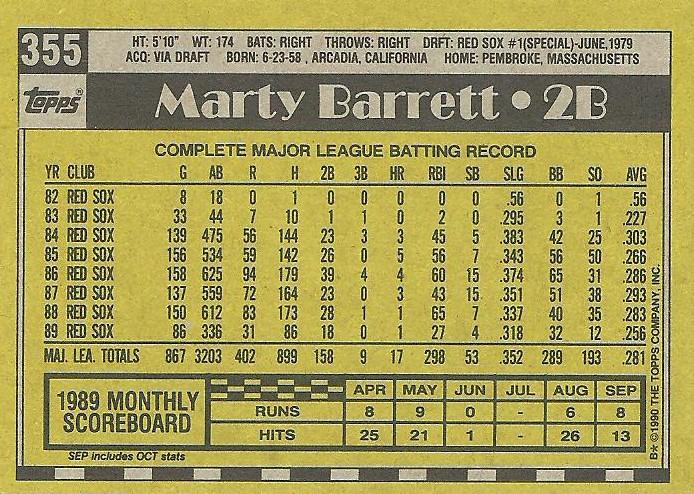 355
HT: 5'10" WT: 174 BATS: RIGHT THROWS: RIGHT DRFT: RED SOX #1(SPECIAL)-JUNE,1979
ACQ: VIA DRAFT BORN: 6-23-58 , ARCADIA, CALIFORNIA HOME: PEMBROKE, MASSACHUSETTS
Topps® Marty Barrett • 2B
COMPLETE MAJOR LEAGUE BATTING RECORD
YR CLUB G AB R H 2B 3B HR RBI SB SLG BB SO AVG
82 RED SOX 8 18 0 1 0 0 0 0 0 .56 0 1 .56
83 RED SOX 33 44 7 10 1 1 0 2 0 .295 3 1 .227
84 RED SOX 139 475 56 144 23 3 3 45 5 .383 42 25 .303
85 RED SOX 156 534 59 142 26 0 5 56 7 .343 56 50 .266
86 RED SOX 158 625 94 179 39 4 4 60 15 .374 65 31 .286
87 RED SOX 137 559 72 164 23 0 3 43 15 .351 51 38 .293
88 RED SOX 150 612 83 173 28 1 1 65 7 .337 40 35 .283
89 RED SOX 86 336 31 86 18 0 1 27 4 .318 32 12 .256
MAJ. LEA. TOTALS 867 3203 402 899 158 9 17 298 53 .352 289 193 .281
1989 MONTHLY
SCOREBOARD
APR MAY JUN JUL AUG SEP
RUNS 8 9 0 - 6 8
HITS 25 21 1 - 26 13
SEP includes OCT stats
B* ©1990 THE TOPPS COMPANY, INC.